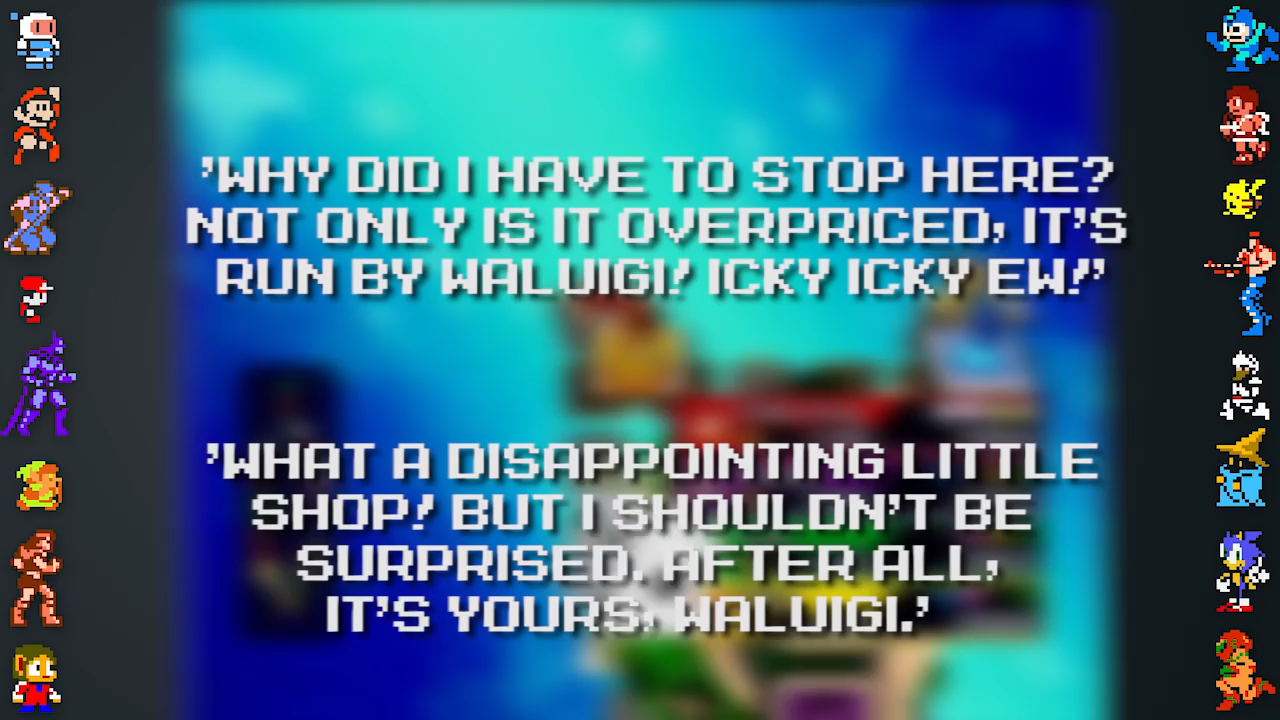 'WHY DID I HAVE TO STOP HERE?
NOT ONLY IS IT OVERPRICED, IT'S
RUN BY WALUIGI! ICKY ICKY EW!'
'WHAT A DISAPPOINTING LITTLE
SHOP! BUT I SHOULDN'T BE
SURPRISED. AFTER ALL,
IT'S YOURS, WALUIGI.'